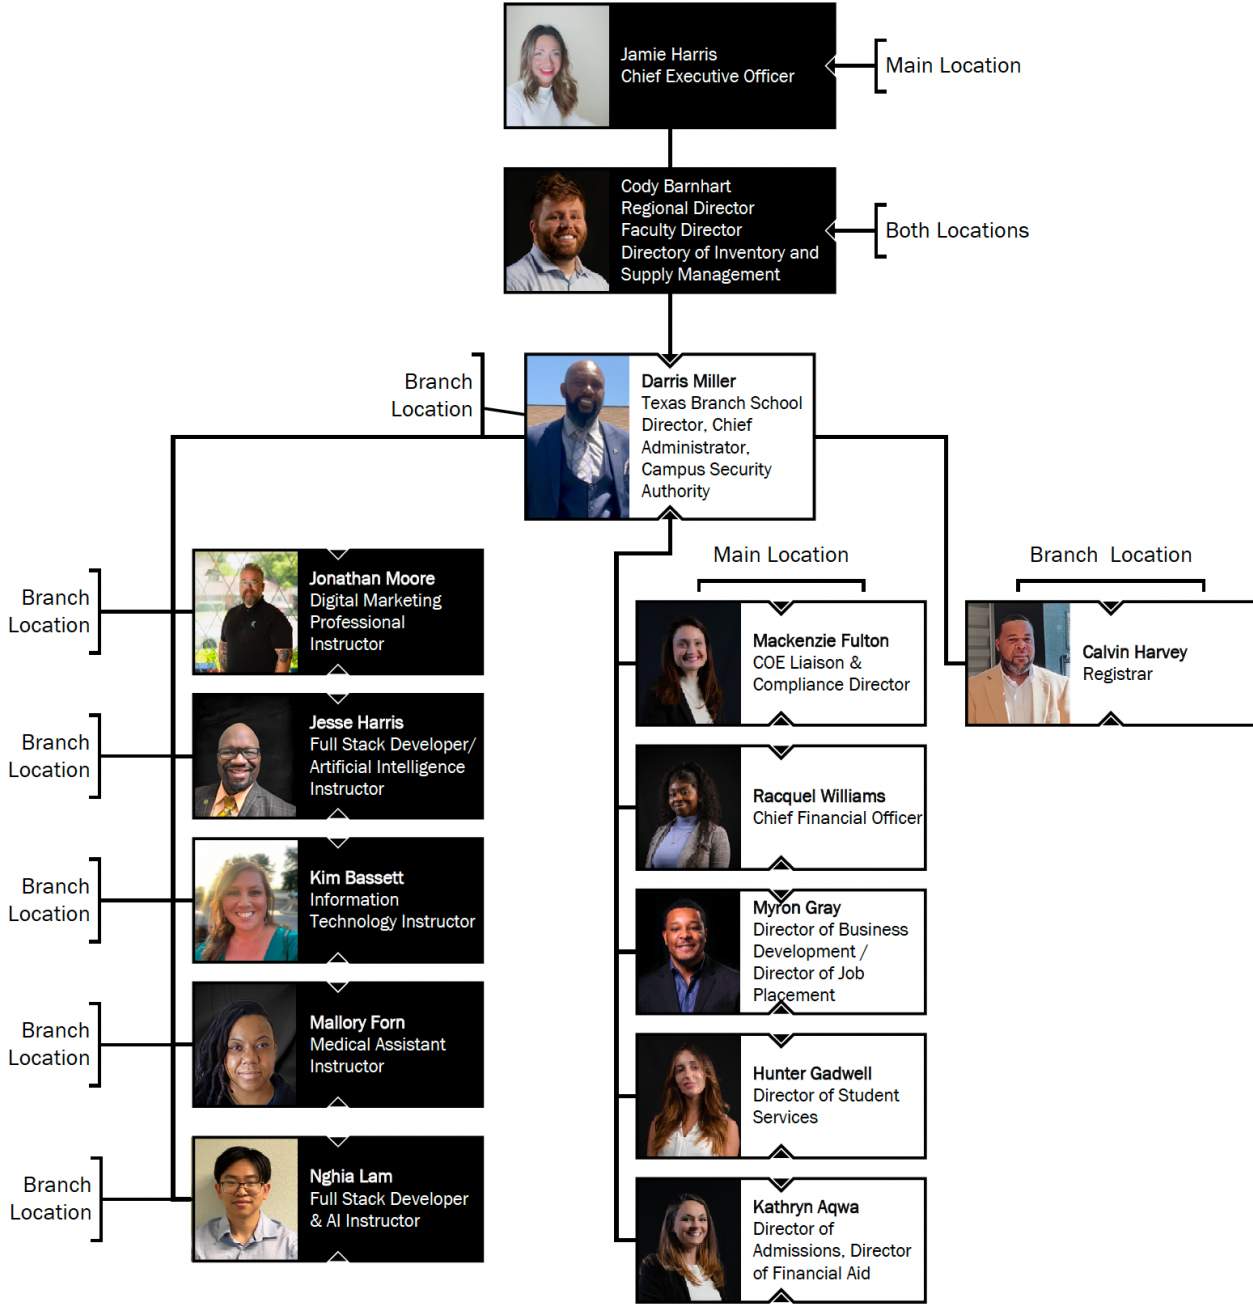 Jamie Harris
Chief Executive Officer
Main Location
Cody Barnhart
Regional Director
Faculty Director
Directory of Inventory and
Supply Management
Both Locations
Branch
Location
Darris Miller
Texas Branch School
Director, Chief
Administrator,
Campus Security
Authority
Branch
Location
Jonathan Moore
Digital Marketing
Professional
Instructor
Branch
Location
Jesse Harris
Full Stack Developer/
Artificial Intelligence
Instructor
Branch
Location
Kim Bassett
Information
Technology Instructor
Branch
Location
Mallory Forn
Medical Assistant
Instructor
Branch
Location
Nghia Lam
Full Stack Developer
& AI Instructor
Main Location
Mackenzie Fulton
COE Liaison &
Compliance Director
Racquel Williams
Chief Financial Officer
Myron Gray
Director of Business
Development /
Director of Job
Placement
Hunter Gadwell
Director of Student
Services
Kathryn Aqwa
Director of
Admissions, Director
of Financial Aid
Branch Location
Calvin Harvey
Registrar